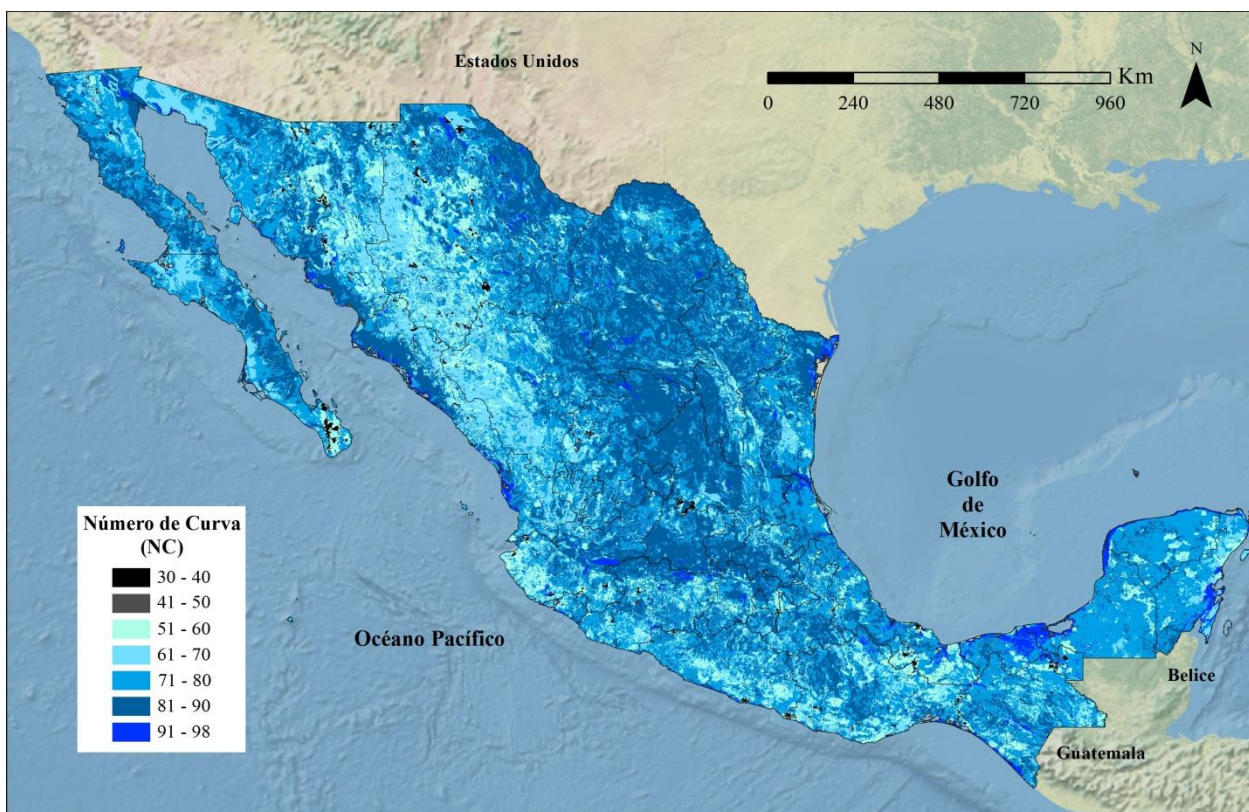 Estados Unidos
N
Km
0 240 480 720 960
Golfo
de
México
Océano Pacífico
Belice
Guatemala
Número de Curva
(NC)
30 - 40
41 - 50
51 - 60
61 - 70
71 - 80
81 - 90
91 - 98